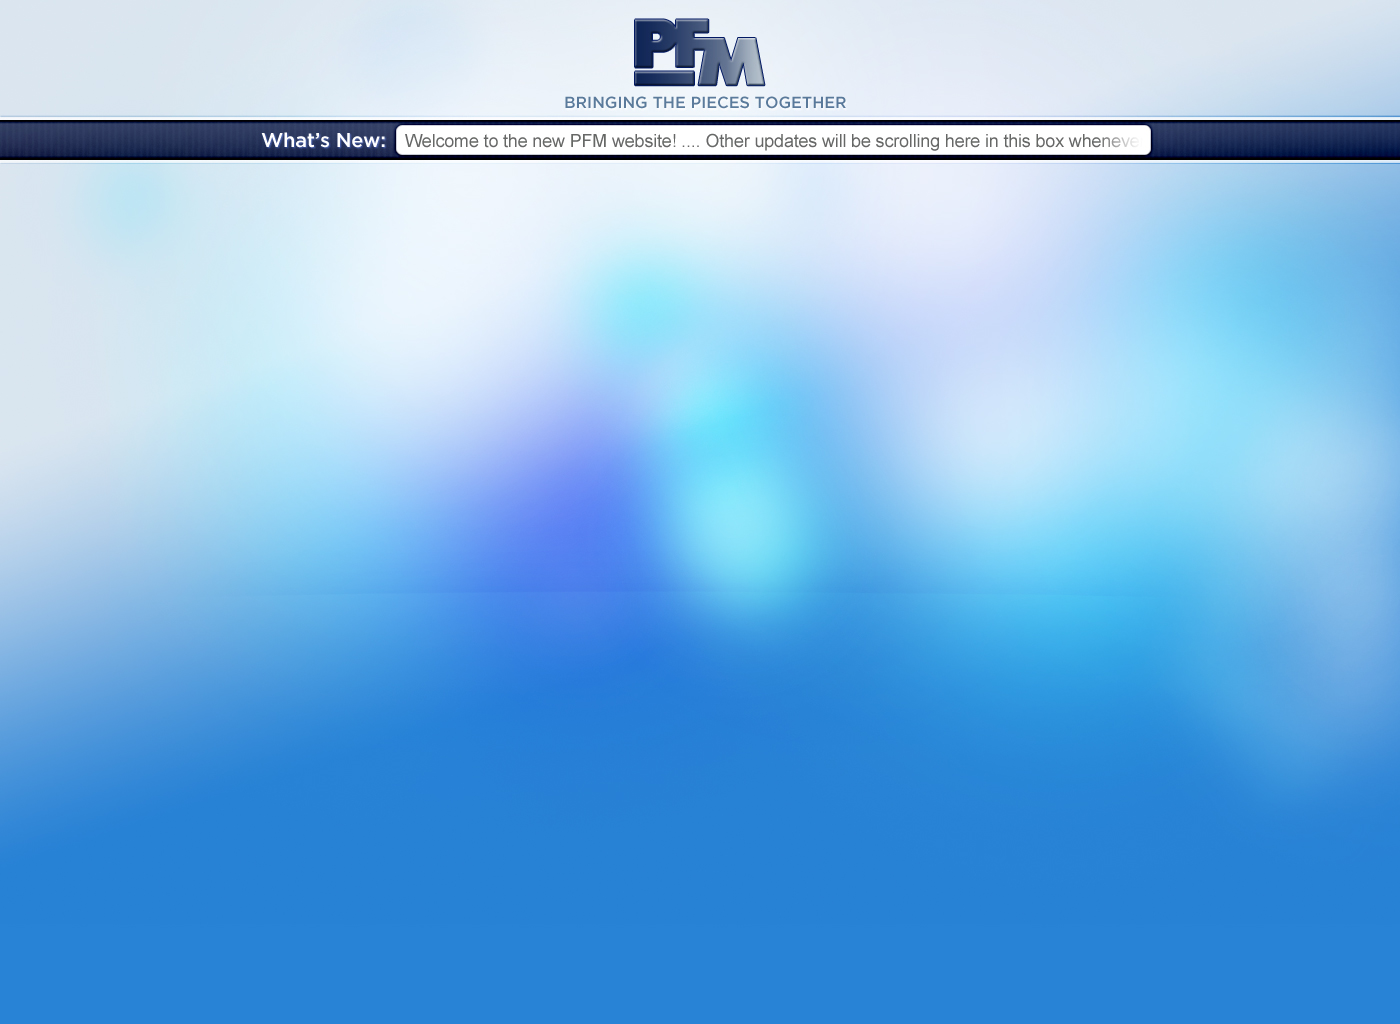 PFM
BRINGING THE PIECES TOGETHER
What's New: Welcome to the new PFM website! .... Other updates will be scrolling here in this box wheneve